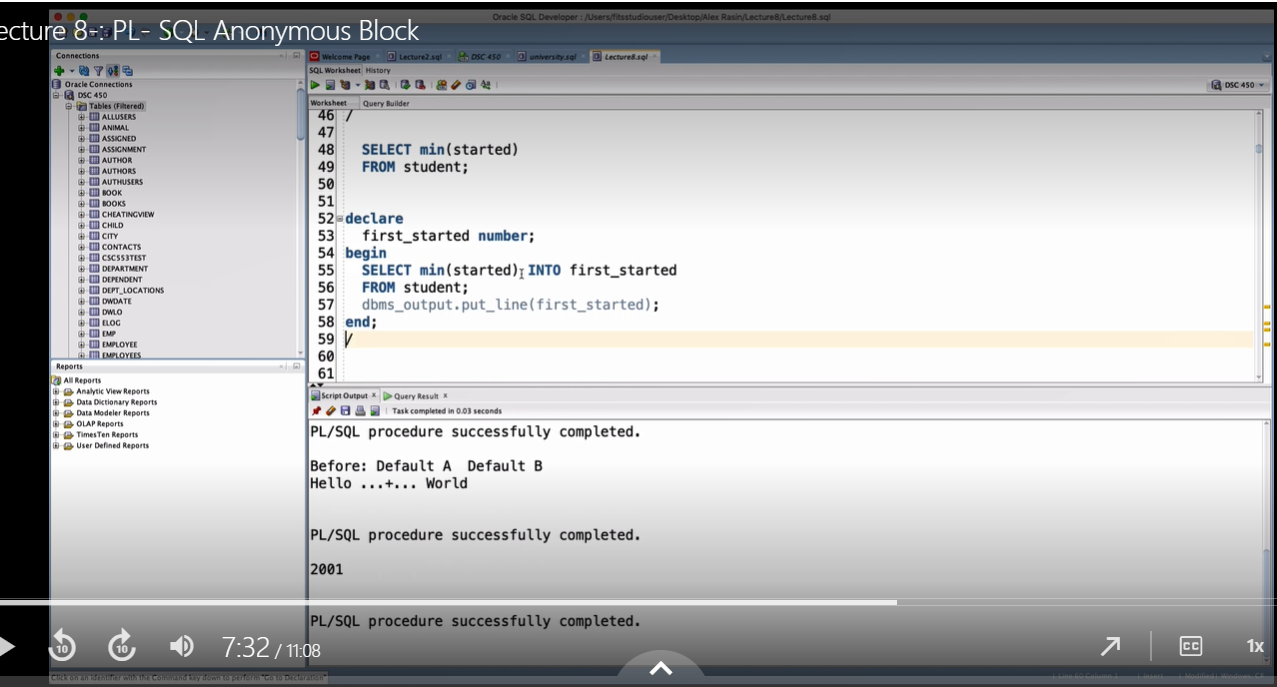 Oracle SQL Developer : /Users/fitsstudiouser/Desktop/Alex Rasin/Lecture8/Lecture8.sql
ecture 8-: PL- SQL Anonymous Block
Connections
Oracle Connections
DSC 450
Tables (Filtered)
ALLUSERS
ANIMAL
ASSIGNED
ASSIGNMENT
AUTHOR
AUTHORS
AUTHUSERS
BOOK
BOOKS
CHEATINGVIEW
CHILD
CITY
CONTACTS
CSC553TEST
DEPARTMENT
DEPENDENT
DEPT_LOCATIONS
DWDATE
DWLO
ELOG
EMP
EMPLOYEE
EMPLOYEES
Reports
All Reports
Analytic View Reports
Data Dictionary Reports
Data Modeler Reports
OLAP Reports
TimesTen Reports
User Defined Reports
Welcome Page Lecture2.sql DSC 450 university.sql Lecture8.sql
SQL Worksheet History
DSC 450
Worksheet Query Builder
46 /
47
48 SELECT min(started)
49 FROM student;
50
51
52 declare
53 first_started number;
54 begin
55 SELECT min(started) INTO first_started
56 FROM student;
57 dbms_output.put_line(first_started);
58 end;
59 /
60
61
Script Output x Query Result x
Task completed in 0.03 seconds
PL/SQL procedure successfully completed.
Before: Default A Default B
Hello ...+... World
PL/SQL procedure successfully completed.
2001
PL/SQL procedure successfully completed.
10 10 7:32 / 11:08 CC 1x
Click on an identifier with the Command key down to perform "Go to Declaration"